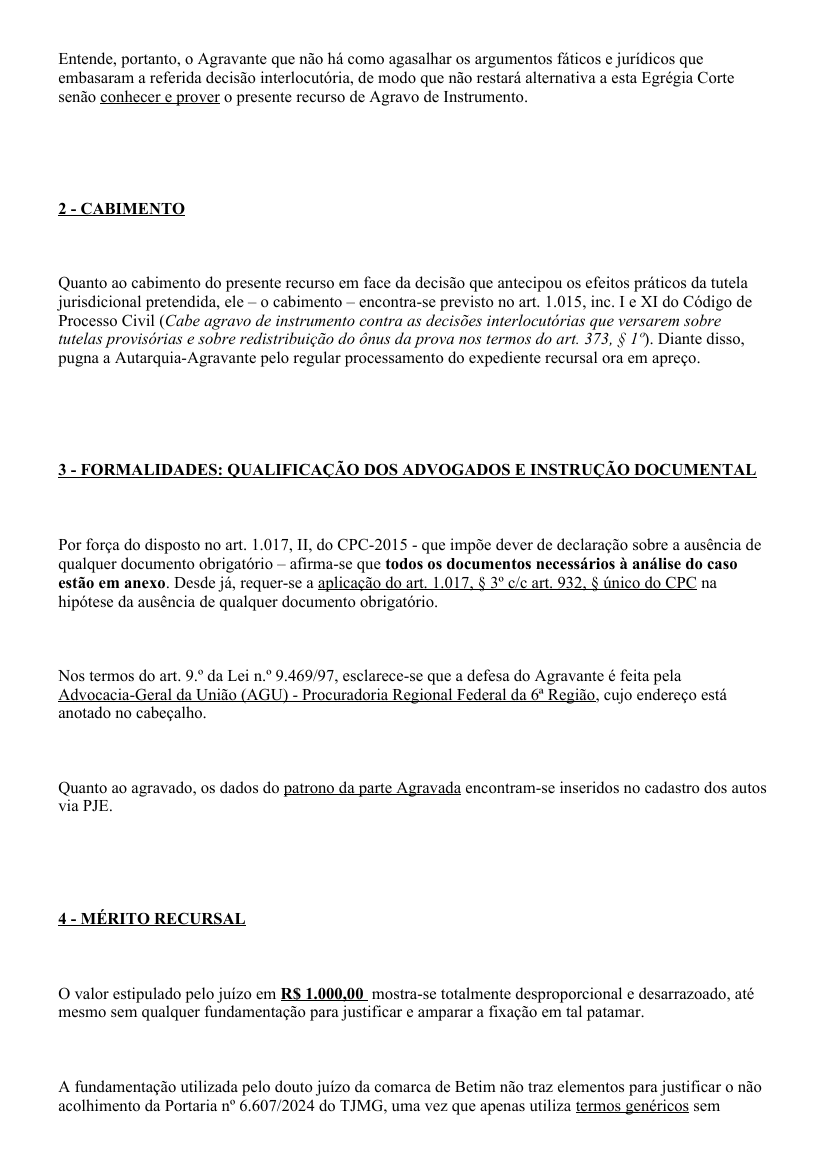 Entende, portanto, o Agravante que não há como agasalhar os argumentos fáticos e jurídicos que
embasaram a referida decisão interlocutória, de modo que não restará alternativa a esta Egrégia Corte
senão conhecer e prover o presente recurso de Agravo de Instrumento.
2 - CABIMENTO
Quanto ao cabimento do presente recurso em face da decisão que antecipou os efeitos práticos da tutela
jurisdicional pretendida, ele – o cabimento – encontra-se previsto no art. 1.015, inc. I e XI do Código de
Processo Civil (Cabe agravo de instrumento contra as decisões interlocutórias que versarem sobre
tutelas provisórias e sobre redistribuição do ônus da prova nos termos do art. 373, § 1º). Diante disso,
pugna a Autarquia-Agravante pelo regular processamento do expediente recursal ora em apreço.
3 - FORMALIDADES: QUALIFICAÇÃO DOS ADVOGADOS E INSTRUÇÃO DOCUMENTAL
Por força do disposto no art. 1.017, II, do CPC-2015 - que impõe dever de declaração sobre a ausência de
qualquer documento obrigatório – afirma-se que todos os documentos necessários à análise do caso
estão em anexo. Desde já, requer-se a aplicação do art. 1.017, § 3º c/c art. 932, § único do CPC na
hipótese da ausência de qualquer documento obrigatório.
Nos termos do art. 9.º da Lei n.º 9.469/97, esclarece-se que a defesa do Agravante é feita pela
Advocacia-Geral da União (AGU) - Procuradoria Regional Federal da 6ª Região, cujo endereço está
anotado no cabeçalho.
Quanto ao agravado, os dados do patrono da parte Agravada encontram-se inseridos no cadastro dos autos
via PJE.
4 - MÉRITO RECURSAL
O valor estipulado pelo juízo em R$ 1.000,00 mostra-se totalmente desproporcional e desarrazoado, até
mesmo sem qualquer fundamentação para justificar e amparar a fixação em tal patamar.
A fundamentação utilizada pelo douto juízo da comarca de Betim não traz elementos para justificar o não
acolhimento da Portaria nº 6.607/2024 do TJMG, uma vez que apenas utiliza termos genéricos sem